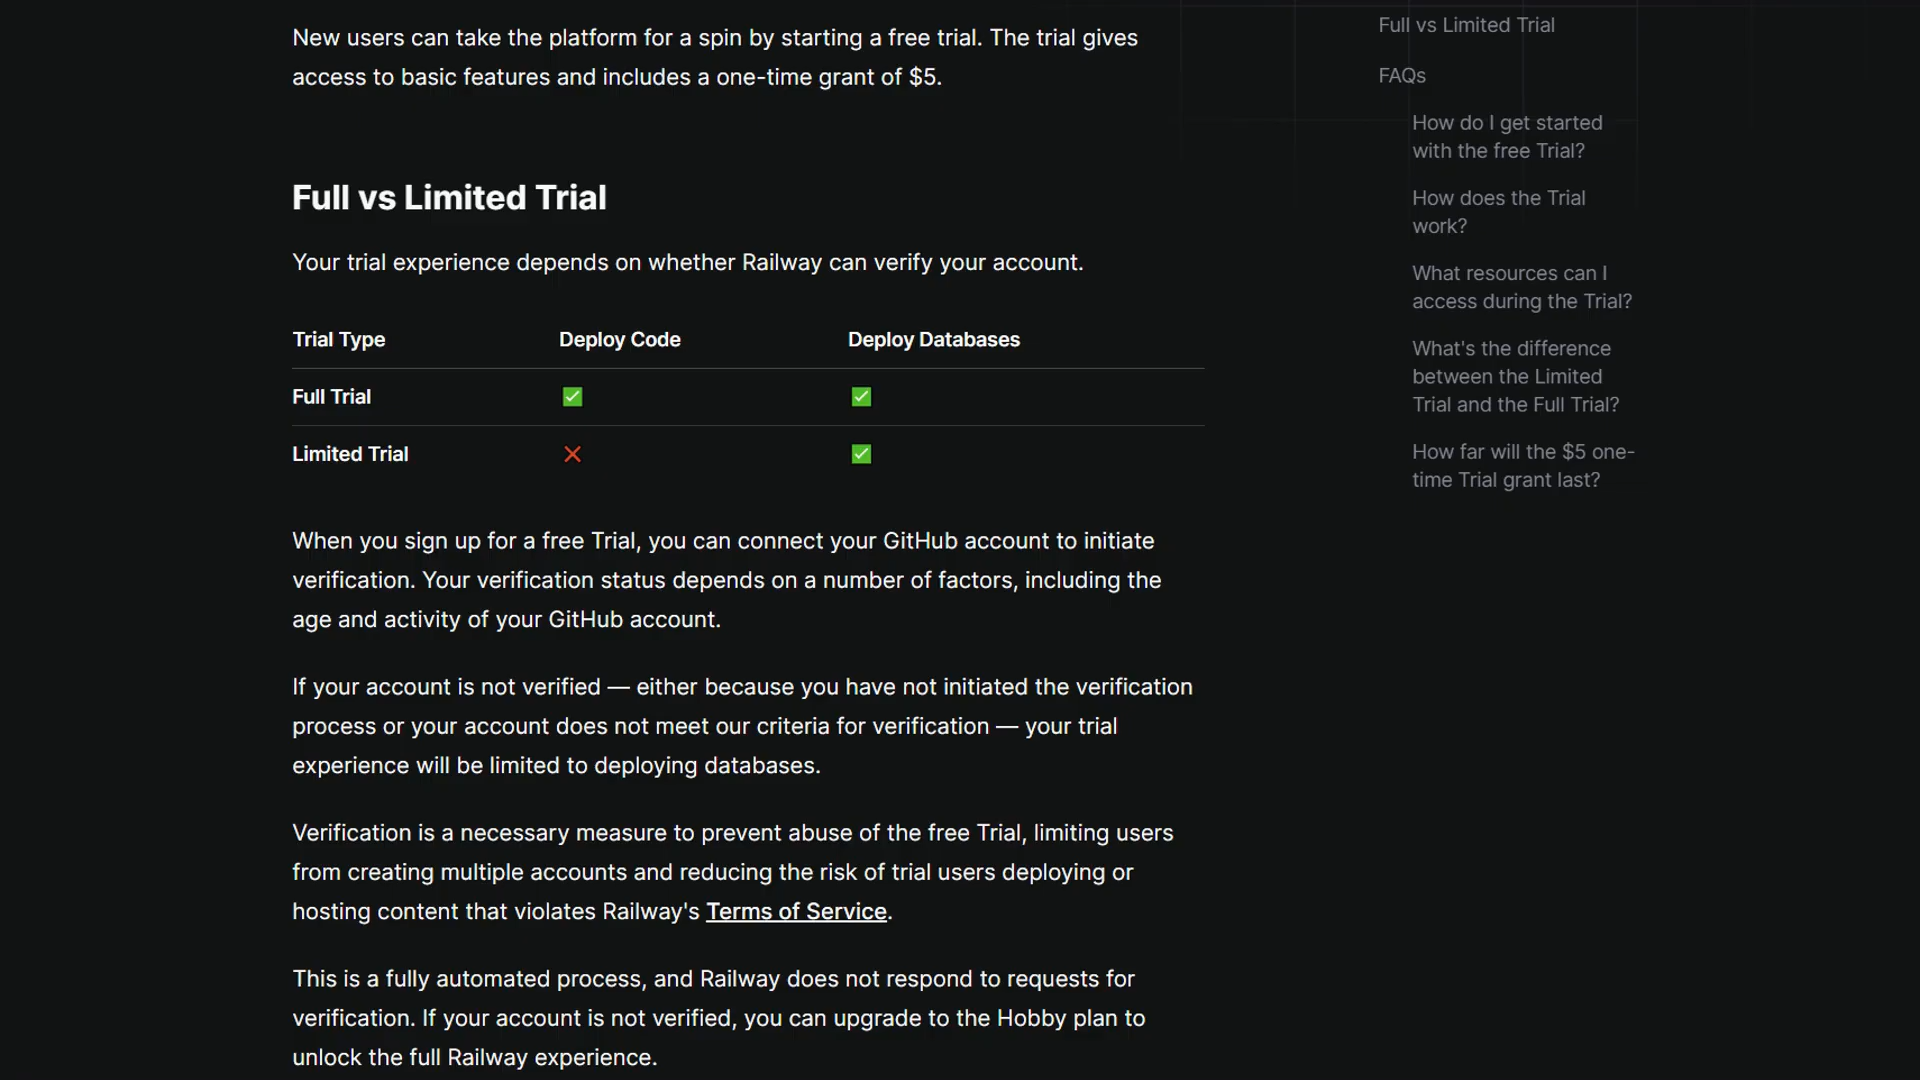 New users can take the platform for a spin by starting a free trial. The trial gives
access to basic features and includes a one-time grant of $5.
Full vs Limited Trial
Your trial experience depends on whether Railway can verify your account.
Trial Type Deploy Code Deploy Databases
Full Trial ✅ ✅
Limited Trial ❌ ✅
When you sign up for a free Trial, you can connect your GitHub account to initiate
verification. Your verification status depends on a number of factors, including the
age and activity of your GitHub account.
If your account is not verified — either because you have not initiated the verification
process or your account does not meet our criteria for verification — your trial
experience will be limited to deploying databases.
Verification is a necessary measure to prevent abuse of the free Trial, limiting users
from creating multiple accounts and reducing the risk of trial users deploying or
hosting content that violates Railway's Terms of Service.
This is a fully automated process, and Railway does not respond to requests for
verification. If your account is not verified, you can upgrade to the Hobby plan to
unlock the full Railway experience.
Full vs Limited Trial
FAQs
How do I get started
with the free Trial?
How does the Trial
work?
What resources can I
access during the Trial?
What's the difference
between the Limited
Trial and the Full Trial?
How far will the $5 one-
time Trial grant last?